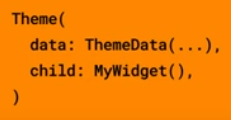 Theme(
  data: ThemeData(...),
  child: MyWidget(),
)